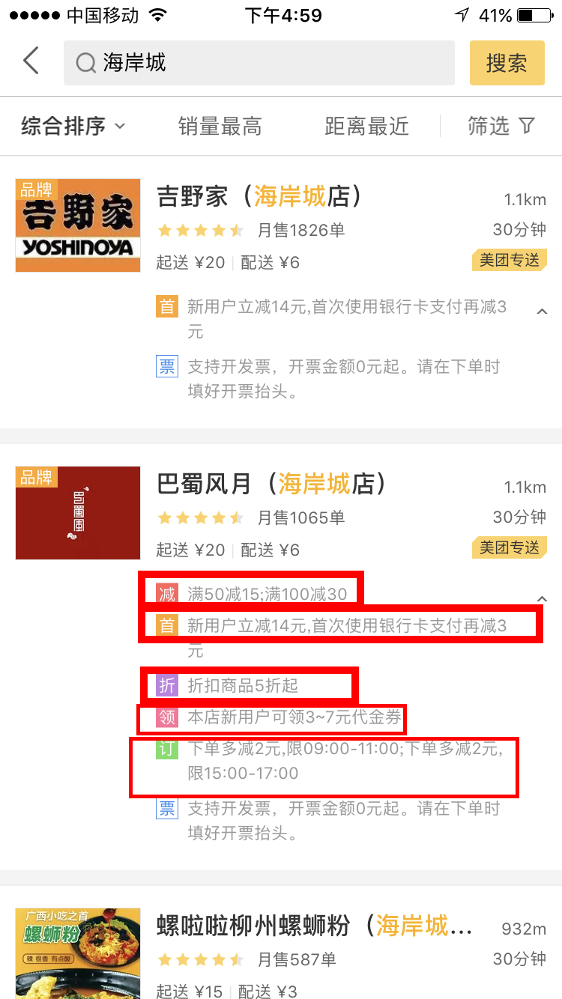 中国移动 下午4:59 41%
海岸城 搜索
综合排序 销量最高 距离最近 筛选
品牌
吉野家
YOSHINOYA
吉野家（海岸城店） 1.1km
月售1826单 30分钟
起送 ¥20 配送 ¥6 美团专送
首 新用户立减14元,首次使用银行卡支付再减3
元
票 支持开发票，开票金额0元起。请在下单时
填好开票抬头。
品牌
巴蜀風
巴蜀风月（海岸城店） 1.1km
月售1065单 30分钟
起送 ¥20 配送 ¥6 美团专送
减 满50减15;满100减30
首 新用户立减14元,首次使用银行卡支付再减3
元
折 折扣商品5折起
领 本店新用户可领3~7元代金券
订 下单多减2元,限09:00-11:00;下单多减2元,
限15:00-17:00
票 支持开发票，开票金额0元起。请在下单时
填好开票抬头。
广西小吃之首
螺蛳粉
辣 很香 有点酸
螺啦啦柳州螺蛳粉（海岸城... 932m
月售587单 30分钟
起送 ¥15 配送 ¥3